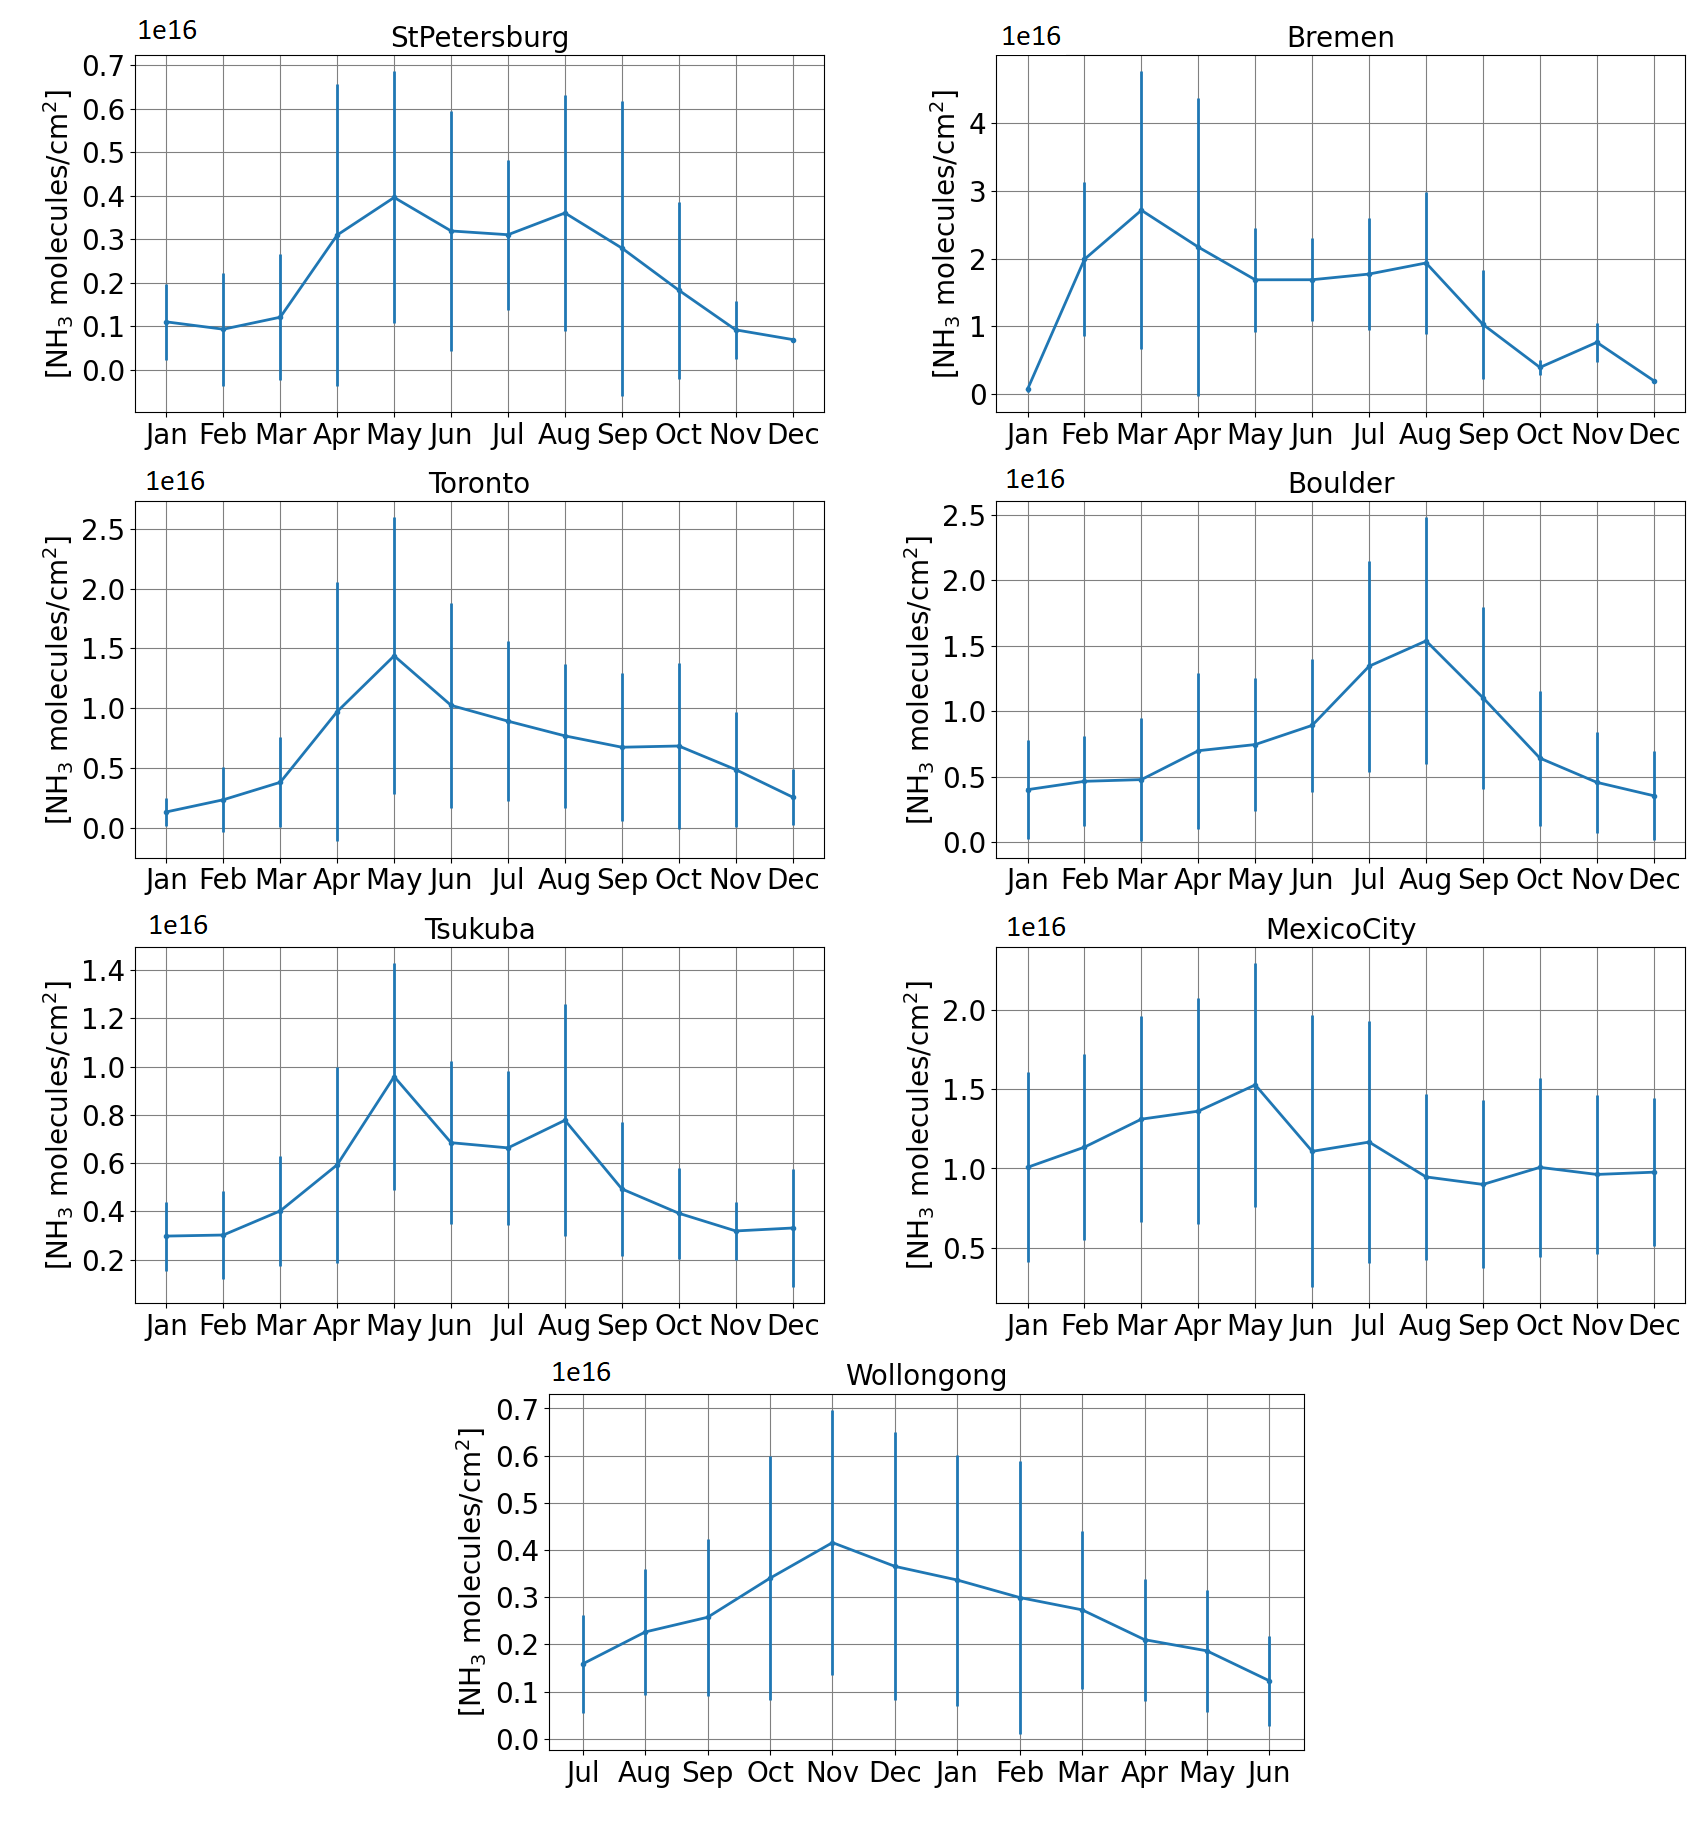 1e16
StPetersburg
[NH₃ molecules/cm²]
0.7
0.6
0.5
0.4
0.3
0.2
0.1
0.0
Jan Feb Mar Apr May Jun Jul Aug Sep Oct Nov Dec
1e16
Bremen
[NH₃ molecules/cm²]
4
3
2
1
0
Jan Feb Mar Apr May Jun Jul Aug Sep Oct Nov Dec
1e16
Toronto
[NH₃ molecules/cm²]
2.5
2.0
1.5
1.0
0.5
0.0
Jan Feb Mar Apr May Jun Jul Aug Sep Oct Nov Dec
1e16
Boulder
[NH₃ molecules/cm²]
2.5
2.0
1.5
1.0
0.5
0.0
Jan Feb Mar Apr May Jun Jul Aug Sep Oct Nov Dec
1e16
Tsukuba
[NH₃ molecules/cm²]
1.4
1.2
1.0
0.8
0.6
0.4
0.2
Jan Feb Mar Apr May Jun Jul Aug Sep Oct Nov Dec
1e16
MexicoCity
[NH₃ molecules/cm²]
2.0
1.5
1.0
0.5
Jan Feb Mar Apr May Jun Jul Aug Sep Oct Nov Dec
1e16
Wollongong
[NH₃ molecules/cm²]
0.7
0.6
0.5
0.4
0.3
0.2
0.1
0.0
Jul Aug Sep Oct Nov Dec Jan Feb Mar Apr May Jun